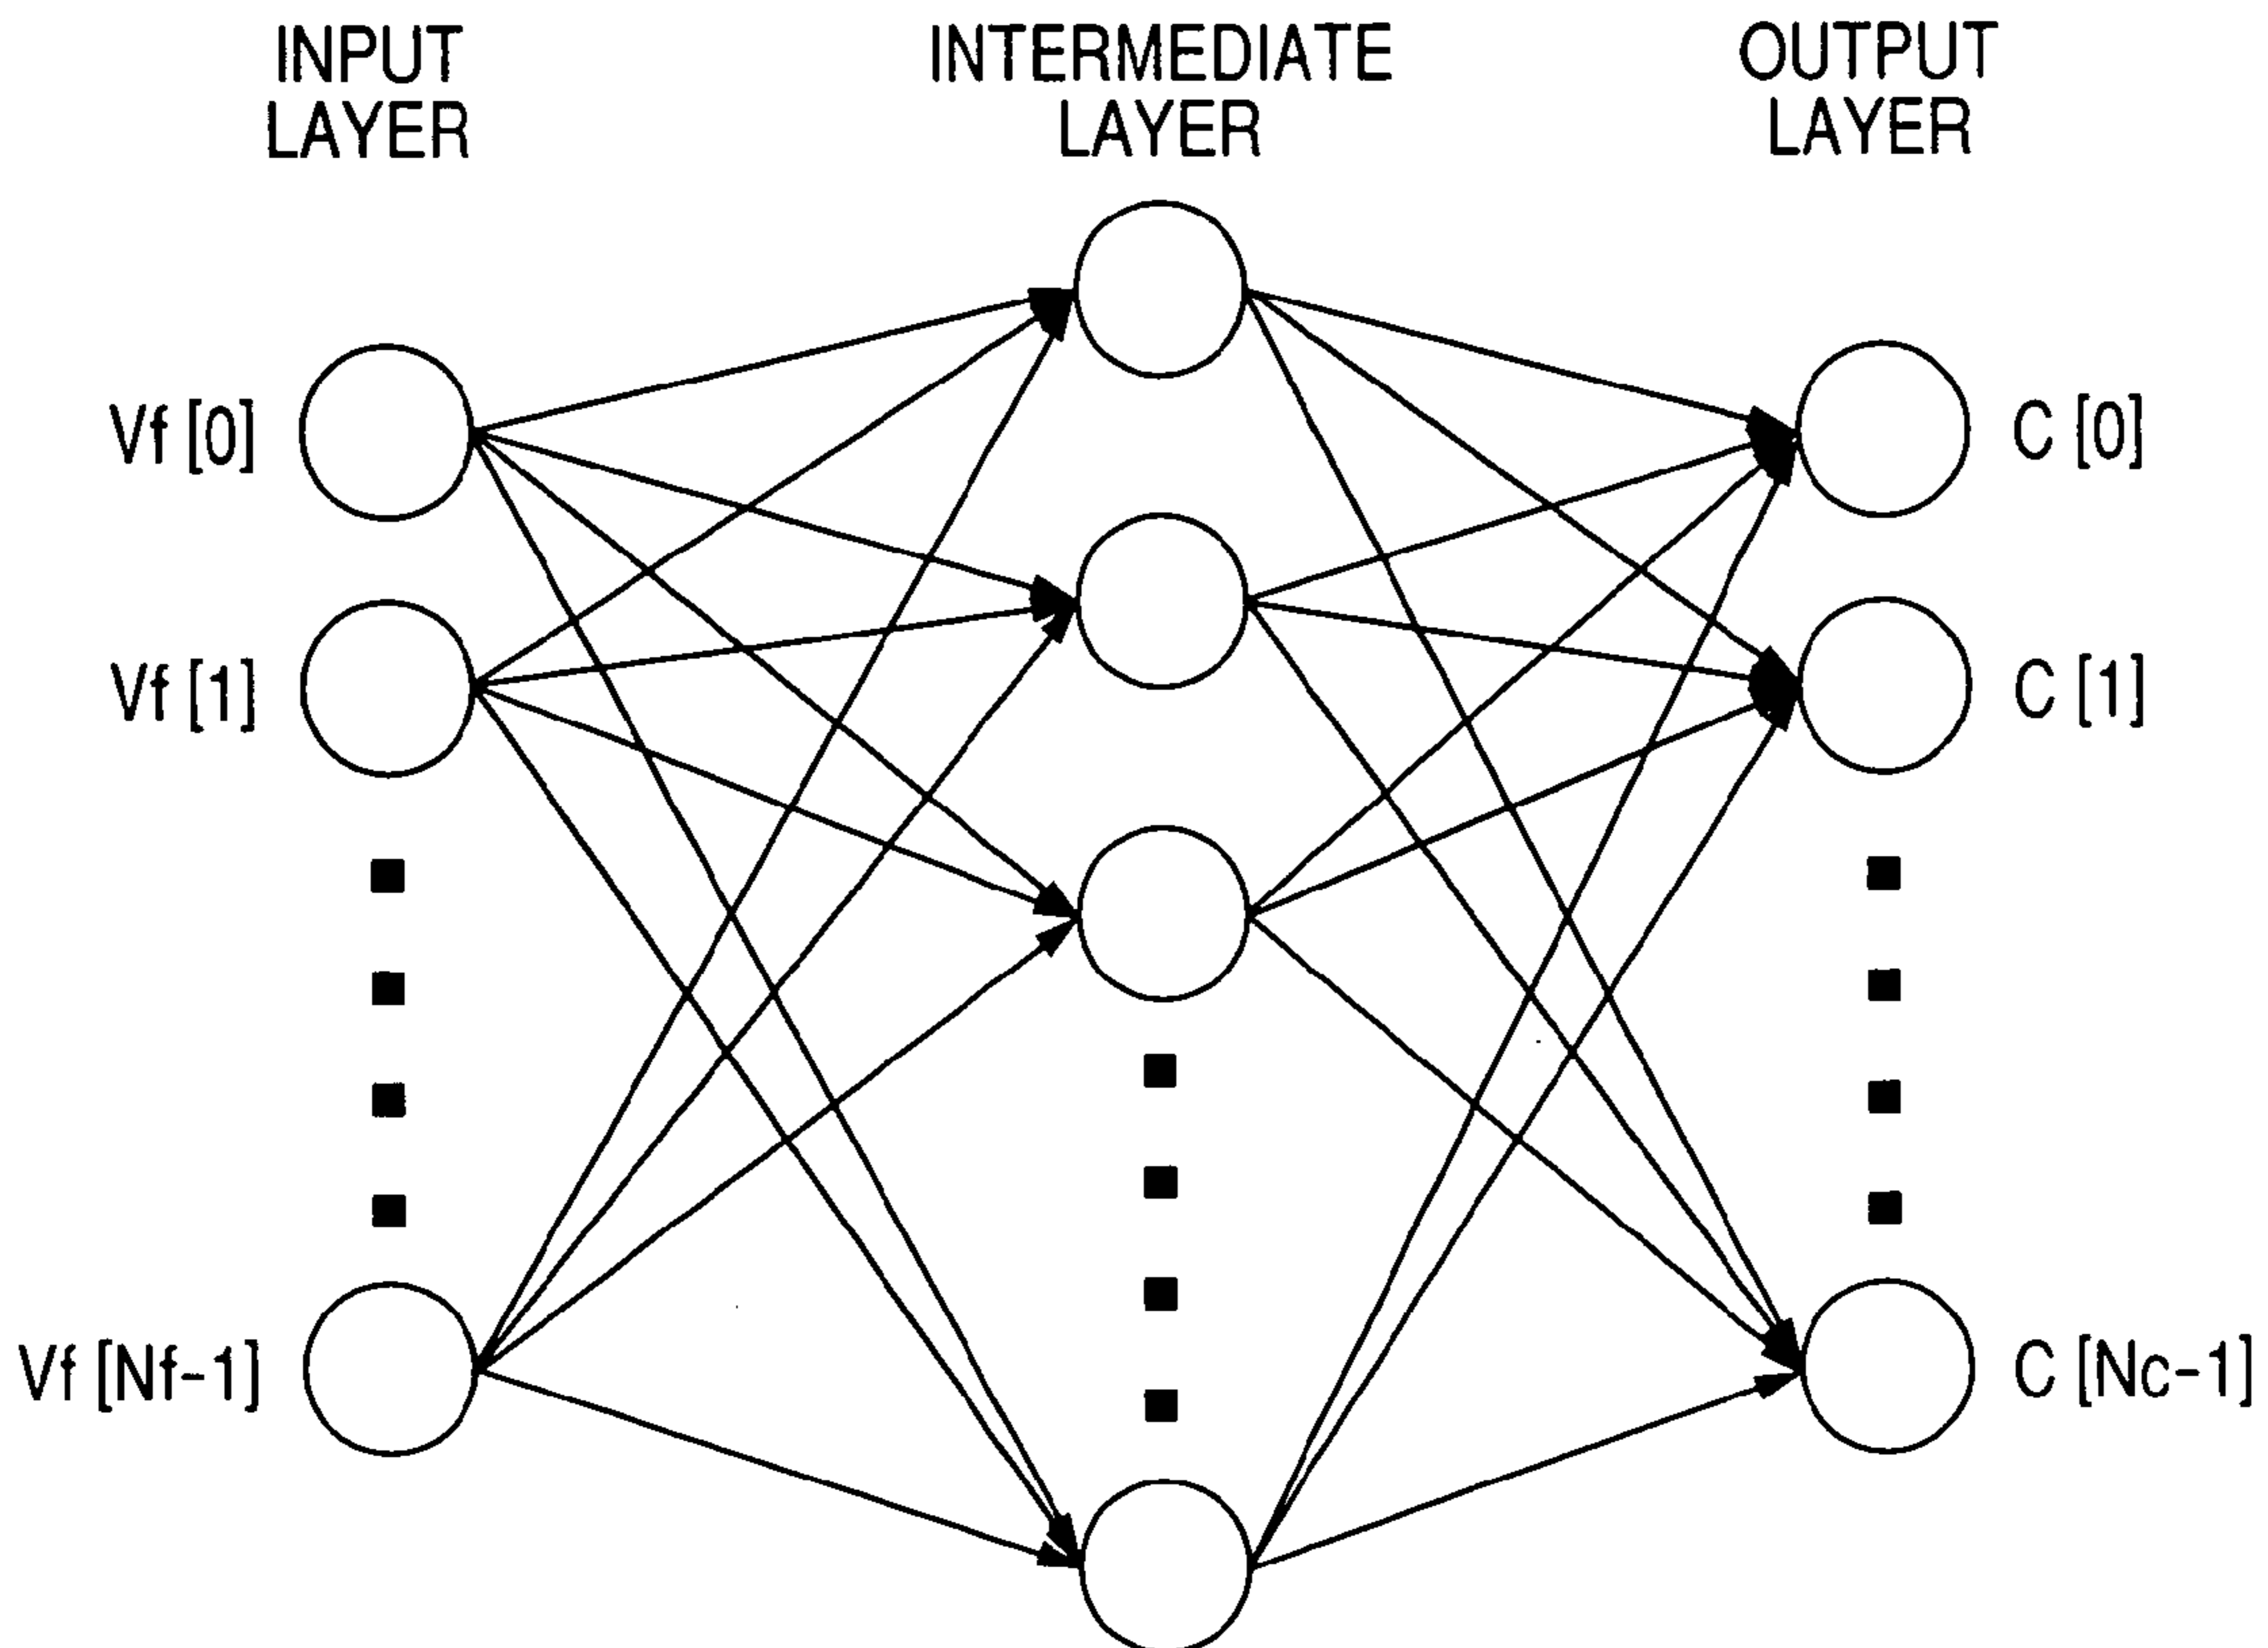 INPUT
LAYER
INTERMEDIATE
LAYER
OUTPUT
LAYER
Vf [0]
C [0]
Vf [1]
C [1]
Vf [Nf-1]
C [Nc-1]